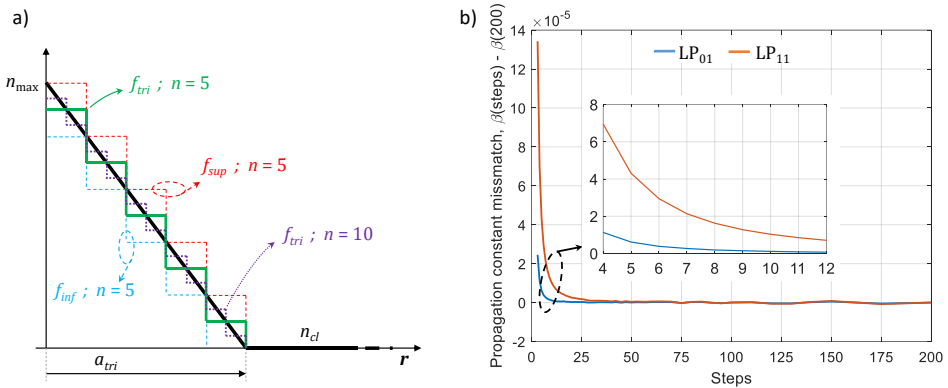 a)
n_max
f_tri ; n = 5
f_sup ; n = 5
f_tri ; n = 10
f_inf ; n = 5
n_cl
r
a_tri
b)
×10^-5
Propagation constant missmatch, β(steps) - β(200)
14
12
10
8
6
4
2
0
-2
LP_01 LP_11
8
6
4
2
0
4 5 6 7 8 9 10 11 12
0 25 50 75 100 125 150 175 200
Steps